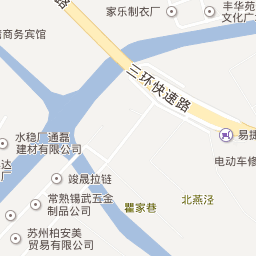 家乐制衣厂
丰华苑
文化广
商务宾馆
路
三环快速路
水稳厂通磊
建材有限公司
易捷
电动车修
竣晟拉链
常熟锡武五金
制品公司
瞿家巷
北燕泾
苏州柏安美
贸易有限公司